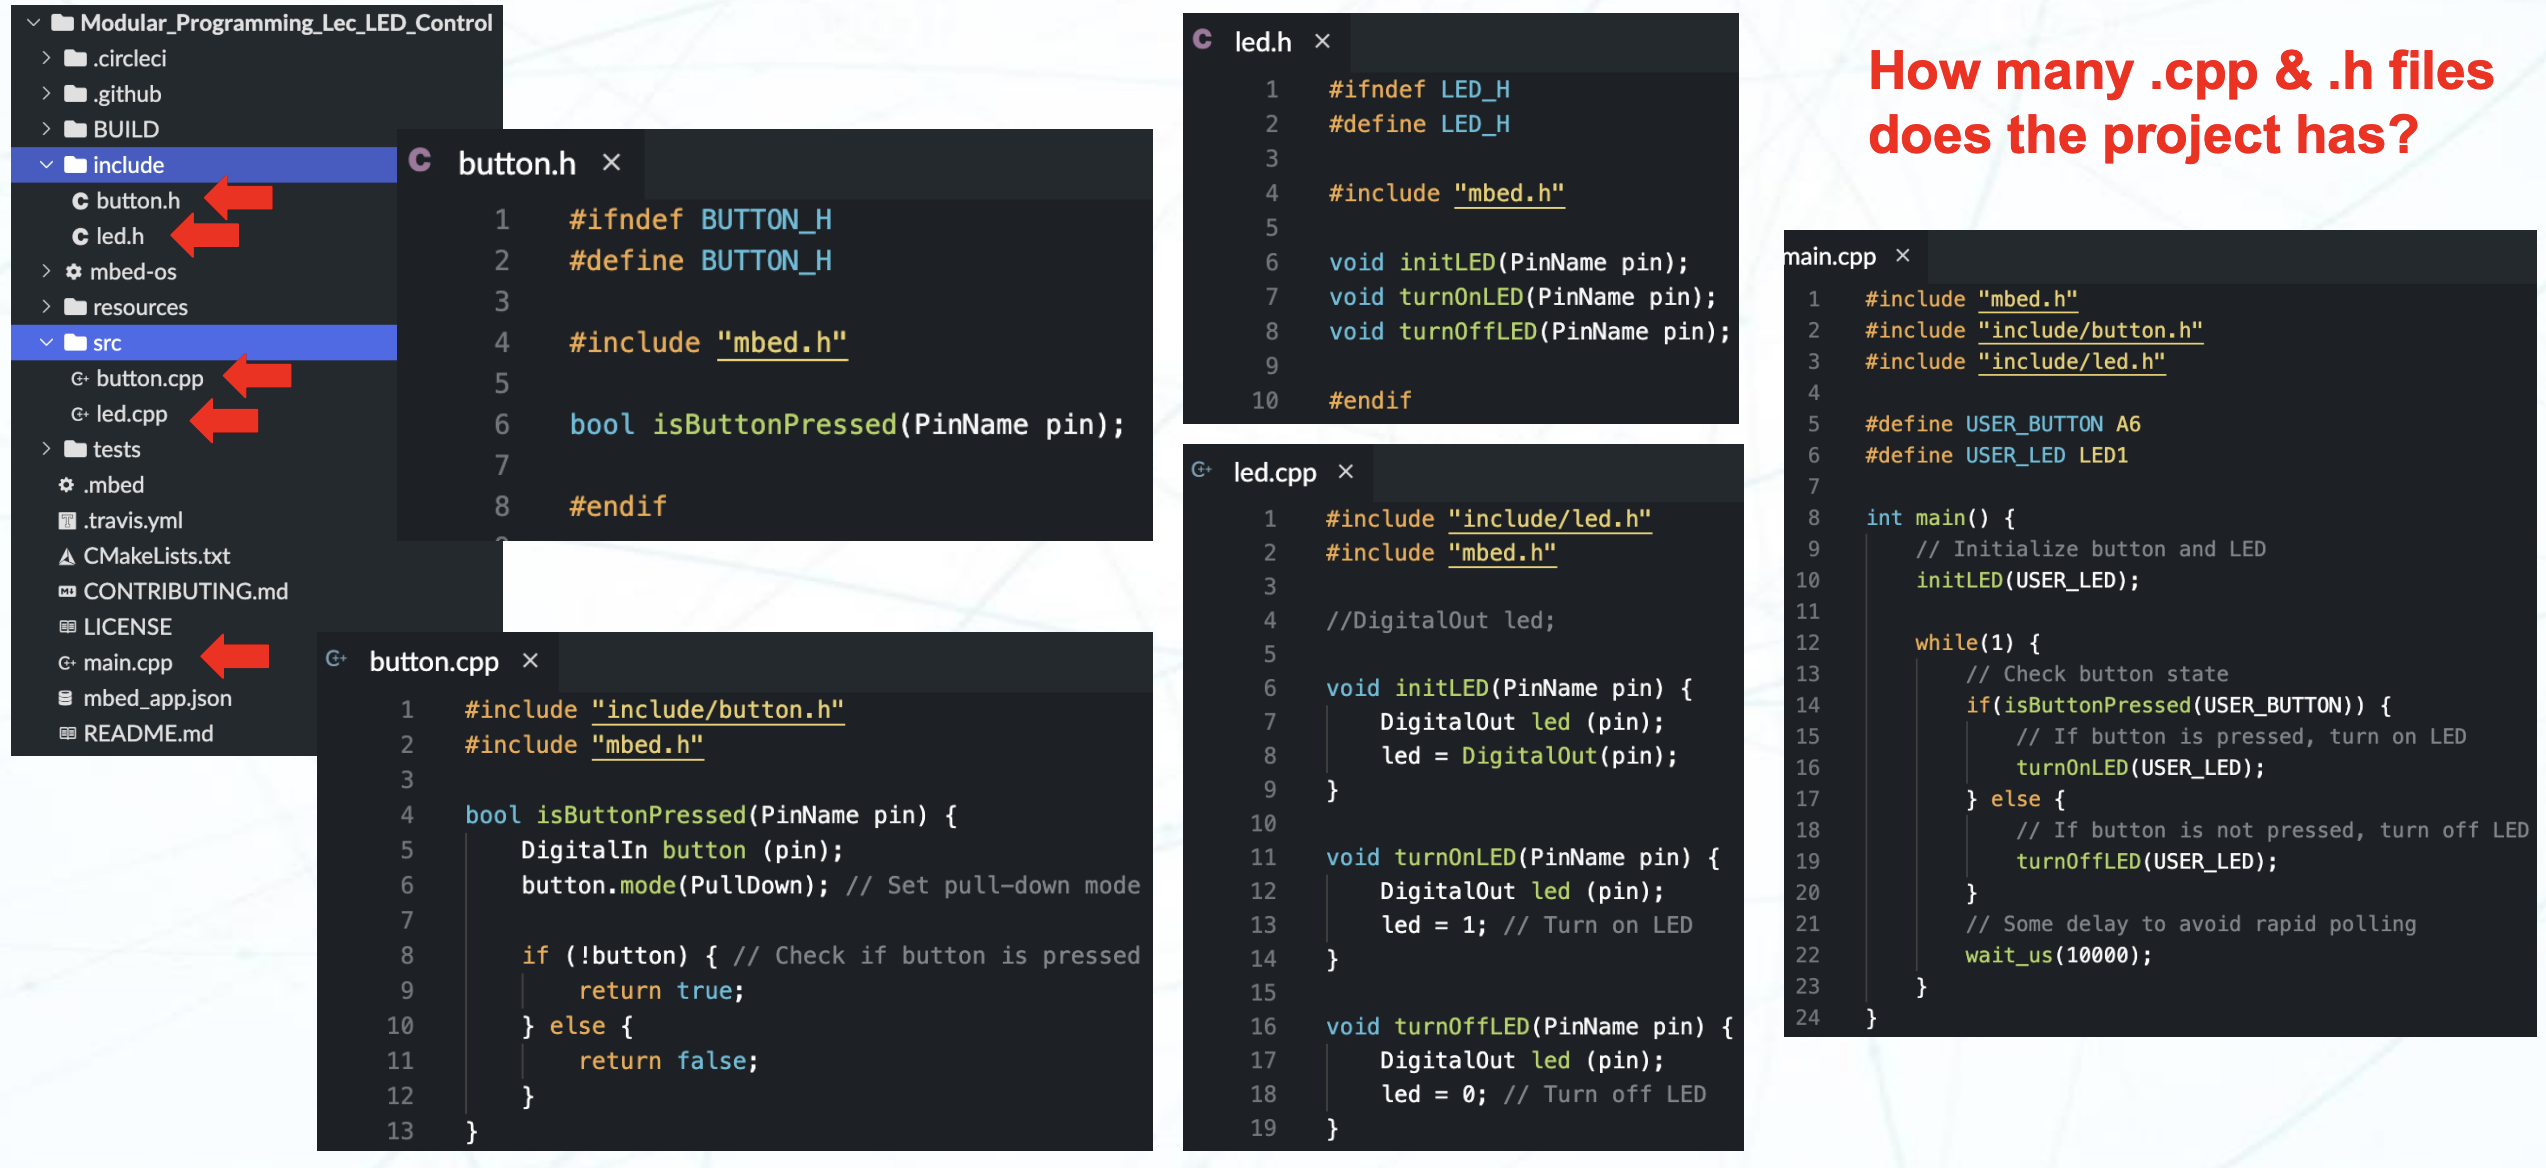 Modular_Programming_Lec_LED_Control
.circleci
.github
BUILD
include
button.h
led.h
mbed-os
resources
src
button.cpp
led.cpp
tests
.mbed
.travis.yml
CMakeLists.txt
CONTRIBUTING.md
LICENSE
main.cpp
mbed_app.json
README.md
button.h
1 #ifndef BUTTON_H
2 #define BUTTON_H
3
4 #include "mbed.h"
5
6 bool isButtonPressed(PinName pin);
7
8 #endif
button.cpp
1 #include "include/button.h"
2 #include "mbed.h"
3
4 bool isButtonPressed(PinName pin) {
5 DigitalIn button (pin);
6 button.mode(PullDown); // Set pull-down mode
7
8 if (!button) { // Check if button is pressed
9 return true;
10 } else {
11 return false;
12 }
13 }
led.h
1 #ifndef LED_H
2 #define LED_H
3
4 #include "mbed.h"
5
6 void initLED(PinName pin);
7 void turnOnLED(PinName pin);
8 void turnOffLED(PinName pin);
9
10 #endif
led.cpp
1 #include "include/led.h"
2 #include "mbed.h"
3
4 //DigitalOut led;
5
6 void initLED(PinName pin) {
7 DigitalOut led (pin);
8 led = DigitalOut(pin);
9 }
10
11 void turnOnLED(PinName pin) {
12 DigitalOut led (pin);
13 led = 1; // Turn on LED
14 }
15
16 void turnOffLED(PinName pin) {
17 DigitalOut led (pin);
18 led = 0; // Turn off LED
19 }
How many .cpp & .h files
does the project has?
main.cpp
1 #include "mbed.h"
2 #include "include/button.h"
3 #include "include/led.h"
4
5 #define USER_BUTTON A6
6 #define USER_LED LED1
7
8 int main() {
9 // Initialize button and LED
10 initLED(USER_LED);
11
12 while(1) {
13 // Check button state
14 if(isButtonPressed(USER_BUTTON)) {
15 // If button is pressed, turn on LED
16 turnOnLED(USER_LED);
17 } else {
18 // If button is not pressed, turn off LED
19 turnOffLED(USER_LED);
20 }
21 // Some delay to avoid rapid polling
22 wait_us(10000);
23 }
24 }